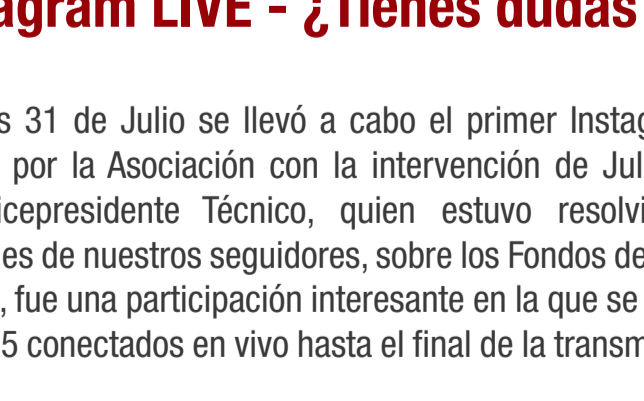 agram LIVE - ¿Tienes dudas
s 31 de Julio se llevó a cabo el primer Insta
por la Asociación con la intervención de Jul
icepresidente Técnico, quien estuvo resolvi
es de nuestros seguidores, sobre los Fondos de
, fue una participación interesante en la que se
5 conectados en vivo hasta el final de la transm